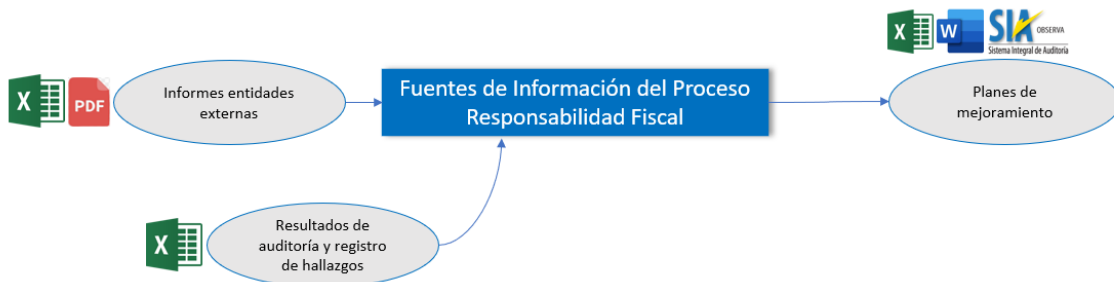 X
W
SIA OBSERVA
Sistema Integral de Auditoría
X
PDF
Informes entidades
externas
Fuentes de Información del Proceso
Responsabilidad Fiscal
Planes de
mejoramiento
X
Resultados de
auditoría y registro
de hallazgos